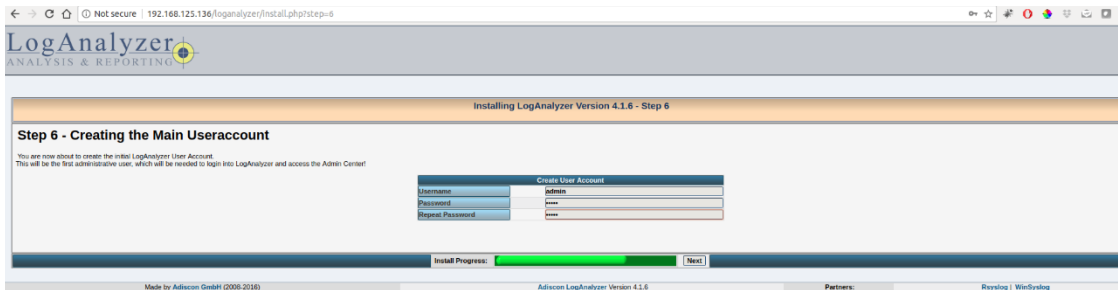 Not secure | 192.168.125.136/loganalyzer/install.php?step=6
LogAnalyzer
ANALYSIS & REPORTING
Installing LogAnalyzer Version 4.1.6 - Step 6
Step 6 - Creating the Main Useraccount
You are now about to create the initial LogAnalyzer User Account.
This will be the first administrative user, which will be needed to login into LogAnalyzer and access the Admin Center!
Create User Account
Username admin
Password •••••
Repeat Password •••••
Install Progress: Next
Made by Adiscon GmbH (2008-2016) Adiscon LogAnalyzer Version 4.1.6 Partners: Rsyslog | WinSyslog